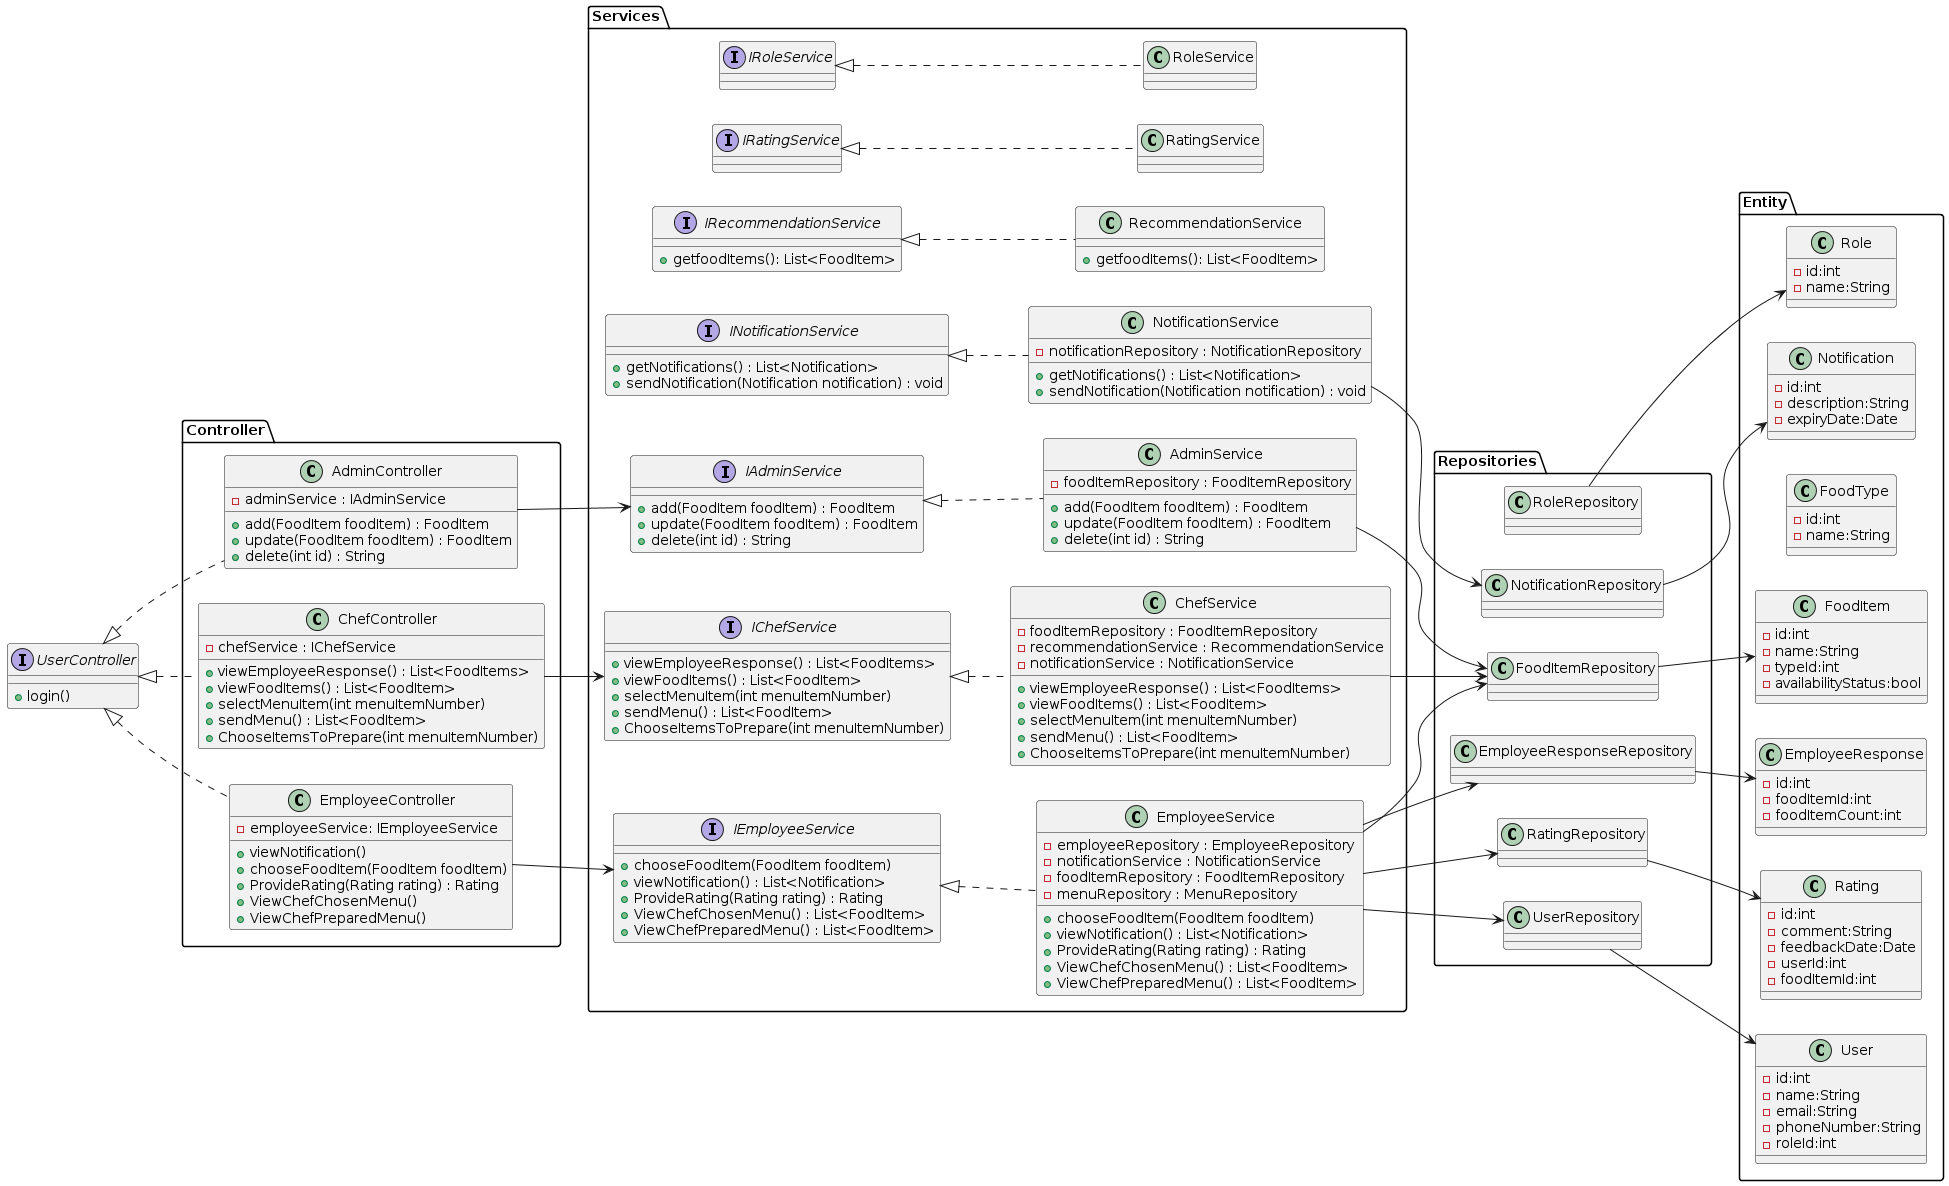 UserController
login()
Controller
AdminController
adminService : IAdminService
add(FoodItem foodItem) : FoodItem
update(FoodItem foodItem) : FoodItem
delete(int id) : String
ChefController
chefService : IChefService
viewEmployeeResponse() : List<FoodItems>
viewFoodItems() : List<FoodItem>
selectMenuItem(int menuItemNumber)
sendMenu() : List<FoodItem>
ChooseItemsToPrepare(int menuItemNumber)
EmployeeController
employeeService: IEmployeeService
viewNotification()
chooseFoodItem(FoodItem foodItem)
ProvideRating(Rating rating) : Rating
ViewChefChosenMenu()
ViewChefPreparedMenu()
Services
IRoleService
RoleService
IRatingService
RatingService
IRecommendationService
getfoodItems(): List<FoodItem>
RecommendationService
getfoodItems(): List<FoodItem>
INotificationService
getNotifications() : List<Notification>
sendNotification(Notification notification) : void
NotificationService
notificationRepository : NotificationRepository
getNotifications() : List<Notification>
sendNotification(Notification notification) : void
IAdminService
add(FoodItem foodItem) : FoodItem
update(FoodItem foodItem) : FoodItem
delete(int id) : String
AdminService
foodItemRepository : FoodItemRepository
add(FoodItem foodItem) : FoodItem
update(FoodItem foodItem) : FoodItem
delete(int id) : String
IChefService
viewEmployeeResponse() : List<FoodItems>
viewFoodItems() : List<FoodItem>
selectMenuItem(int menuItemNumber)
sendMenu() : List<FoodItem>
ChooseItemsToPrepare(int menuItemNumber)
ChefService
foodItemRepository : FoodItemRepository
recommendationService : RecommendationService
notificationService : NotificationService
viewEmployeeResponse() : List<FoodItems>
viewFoodItems() : List<FoodItem>
selectMenuItem(int menuItemNumber)
sendMenu() : List<FoodItem>
ChooseItemsToPrepare(int menuItemNumber)
IEmployeeService
chooseFoodItem(FoodItem foodItem)
viewNotification() : List<Notification>
ProvideRating(Rating rating) : Rating
ViewChefChosenMenu() : List<FoodItem>
ViewChefPreparedMenu() : List<FoodItem>
EmployeeService
employeeRepository : EmployeeRepository
notificationService : NotificationService
foodItemRepository : FoodItemRepository
menuRepository : MenuRepository
chooseFoodItem(FoodItem foodItem)
viewNotification() : List<Notification>
ProvideRating(Rating rating) : Rating
ViewChefChosenMenu() : List<FoodItem>
ViewChefPreparedMenu() : List<FoodItem>
Repositories
RoleRepository
NotificationRepository
FoodItemRepository
EmployeeResponseRepository
RatingRepository
UserRepository
Entity
Role
id:int
name:String
Notification
id:int
description:String
expiryDate:Date
FoodType
id:int
name:String
FoodItem
id:int
name:String
typeId:int
availabilityStatus:bool
EmployeeResponse
id:int
foodItemId:int
foodItemCount:int
Rating
id:int
comment:String
feedbackDate:Date
userId:int
foodItemId:int
User
id:int
name:String
email:String
phoneNumber:String
roleId:int